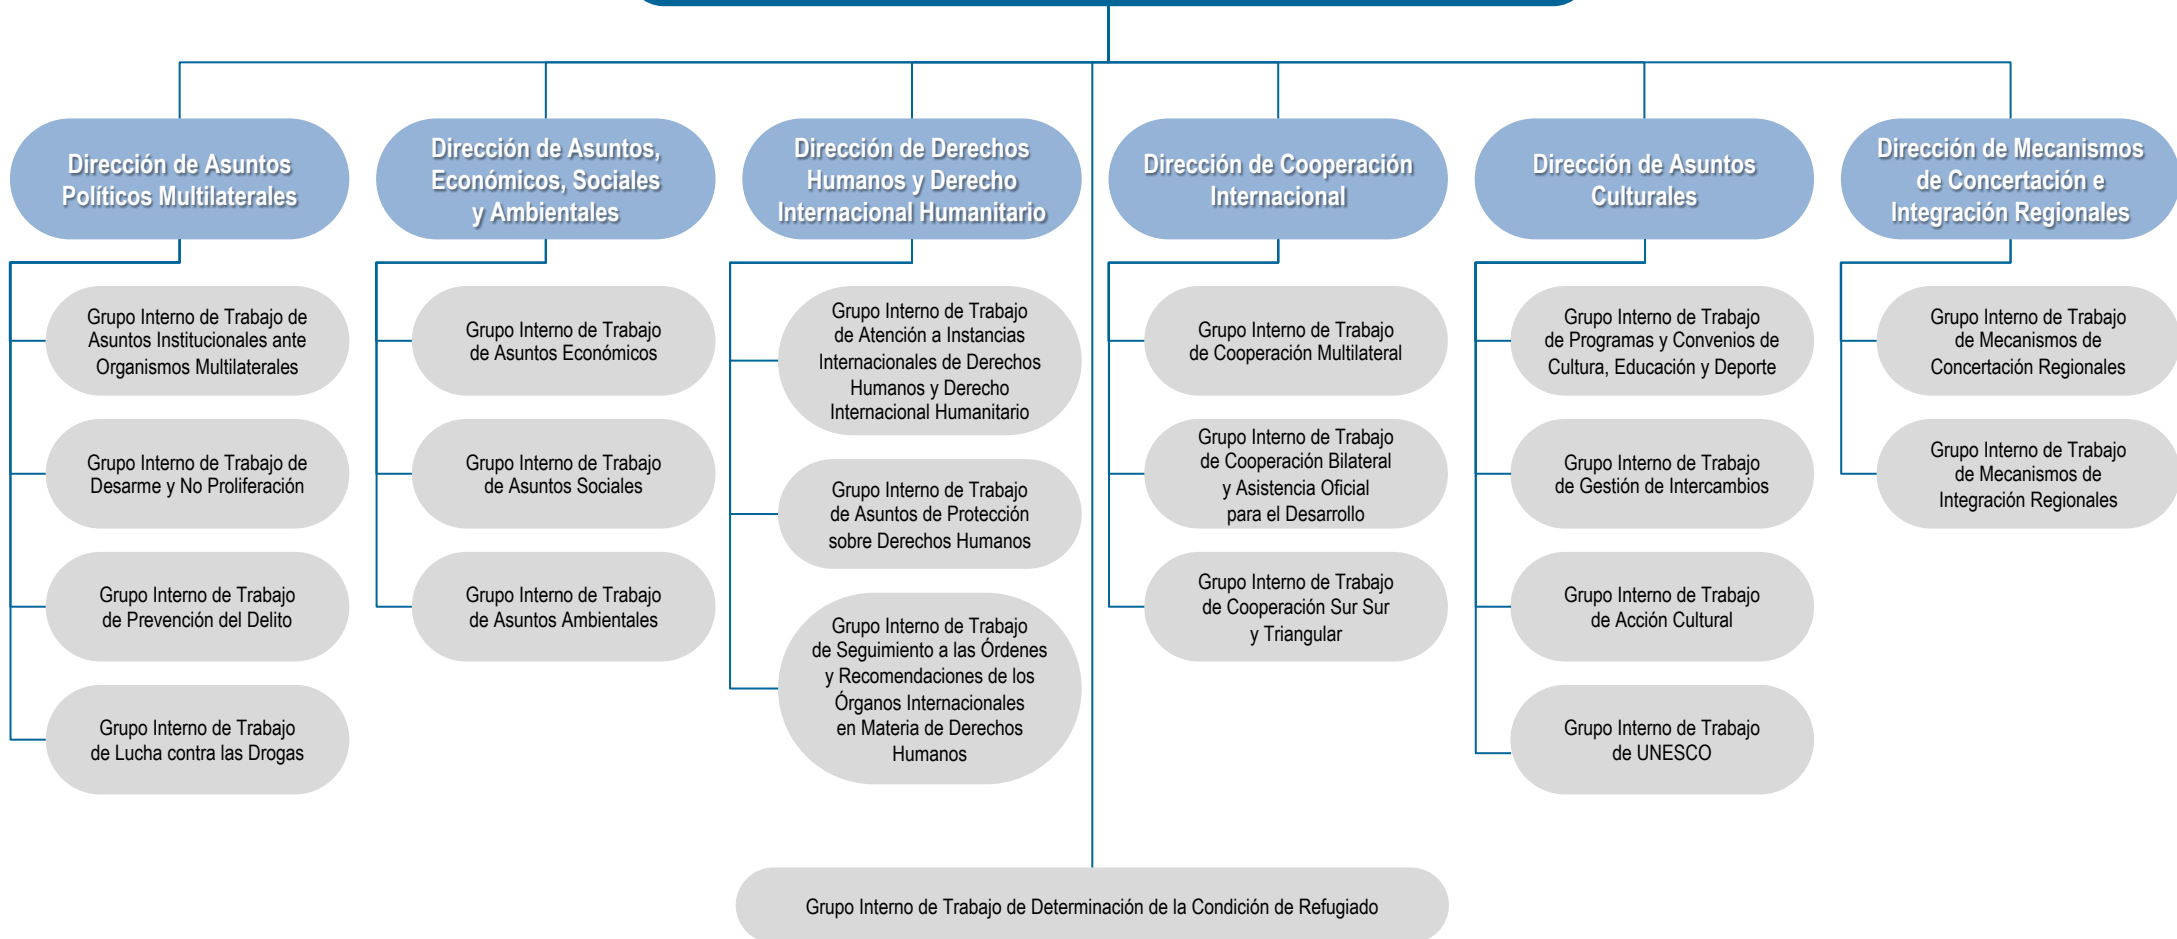 Dirección de Asuntos
Políticos Multilaterales
Dirección de Asuntos,
Económicos, Sociales
y Ambientales
Dirección de Derechos
Humanos y Derecho
Internacional Humanitario
Dirección de Cooperación
Internacional
Dirección de Asuntos
Culturales
Dirección de Mecanismos
de Concertación e
Integración Regionales
Grupo Interno de Trabajo de
Asuntos Institucionales ante
Organismos Multilaterales
Grupo Interno de Trabajo de
Desarme y No Proliferación
Grupo Interno de Trabajo
de Prevención del Delito
Grupo Interno de Trabajo
de Lucha contra las Drogas
Grupo Interno de Trabajo
de Asuntos Económicos
Grupo Interno de Trabajo
de Asuntos Sociales
Grupo Interno de Trabajo
de Asuntos Ambientales
Grupo Interno de Trabajo
de Atención a Instancias
Internacionales de Derechos
Humanos y Derecho
Internacional Humanitario
Grupo Interno de Trabajo
de Asuntos de Protección
sobre Derechos Humanos
Grupo Interno de Trabajo
de Seguimiento a las Órdenes
y Recomendaciones de los
Órganos Internacionales
en Materia de Derechos
Humanos
Grupo Interno de Trabajo
de Cooperación Multilateral
Grupo Interno de Trabajo
de Cooperación Bilateral
y Asistencia Oficial
para el Desarrollo
Grupo Interno de Trabajo
de Cooperación Sur Sur
y Triangular
Grupo Interno de Trabajo
de Programas y Convenios de
Cultura, Educación y Deporte
Grupo Interno de Trabajo
de Gestión de Intercambios
Grupo Interno de Trabajo
de Acción Cultural
Grupo Interno de Trabajo
de UNESCO
Grupo Interno de Trabajo
de Mecanismos de
Concertación Regionales
Grupo Interno de Trabajo
de Mecanismos de
Integración Regionales
Grupo Interno de Trabajo de Determinación de la Condición de Refugiado